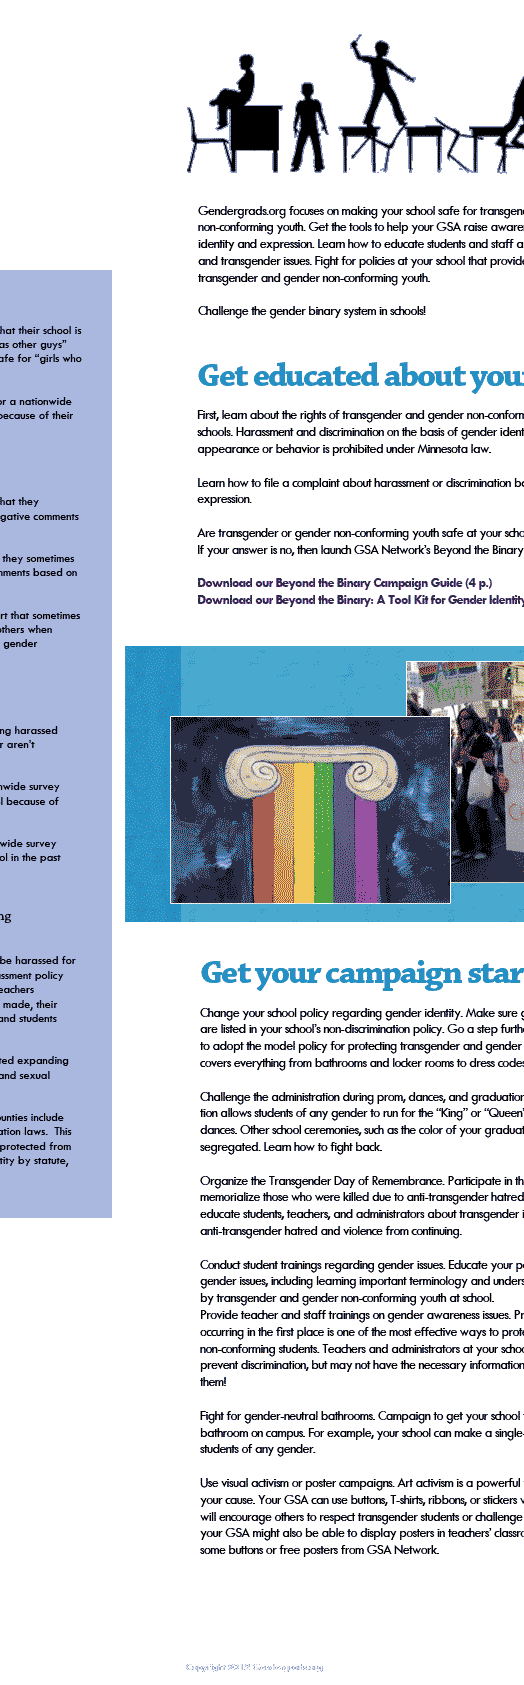 Gendergrads.org focuses on making your school safe for transgend
non-conforming youth. Get the tools to help your GSA raise aware
identity and expression. Learn how to educate students and staff a
and transgender issues. Fight for policies at your school that provid
transgender and gender non-conforming youth.
Challenge the gender binary system in schools!
hat their school is
as other guys”
afe for “girls who
or a nationwide
because of their
hat they
gative comments
they sometimes
nments based on
rt that sometimes
others when
gender
ng harassed
r aren't
nwide survey
l because of
wide survey
ol in the past
ng
be harassed for
assment policy
eachers
made, their
and students
ted expanding
and sexual
unties include
ation laws. This
protected from
tity by statute,
Get educated about you
First, learn about the rights of transgender and gender non-conform
schools. Harassment and discrimination on the basis of gender ident
appearance or behavior is prohibited under Minnesota law.
Learn how to file a complaint about harassment or discrimination ba
expression.
Are transgender or gender non-conforming youth safe at your scho
If your answer is no, then launch GSA Network's Beyond the Binary
Download our Beyond the Binary Campaign Guide (4 p.)
Download our Beyond the Binary: A Tool Kit for Gender Identity
Get your campaign star
Change your school policy regarding gender identity. Make sure g
are listed in your school's non-discrimination policy. Go a step furth
to adopt the model policy for protecting transgender and gender
covers everything from bathrooms and locker rooms to dress codes
Challenge the administration during prom, dances, and graduation
tion allows students of any gender to run for the “King” or “Queen”
dances. Other school ceremonies, such as the color of your graduat
segregated. Learn how to fight back.
Organize the Transgender Day of Remembrance. Participate in th
memorialize those who were killed due to anti-transgender hatred
educate students, teachers, and administrators about transgender i
anti-transgender hatred and violence from continuing.
Conduct student trainings regarding gender issues. Educate your pe
gender issues, including learning important terminology and unders
by transgender and gender non-conforming youth at school.
Provide teacher and staff trainings on gender awareness issues. Pr
occurring in the first place is one of the most effective ways to prote
non-conforming students. Teachers and administrators at your schoo
prevent discrimination, but may not have the necessary information
them!
Fight for gender-neutral bathrooms. Campaign to get your school t
bathroom on campus. For example, your school can make a single-
students of any gender.
Use visual activism or poster campaigns. Art activism is a powerful
your cause. Your GSA can use buttons, T-shirts, ribbons, or stickers w
will encourage others to respect transgender students or challenge
your GSA might also be able to display posters in teachers' classro
some buttons or free posters from GSA Network.